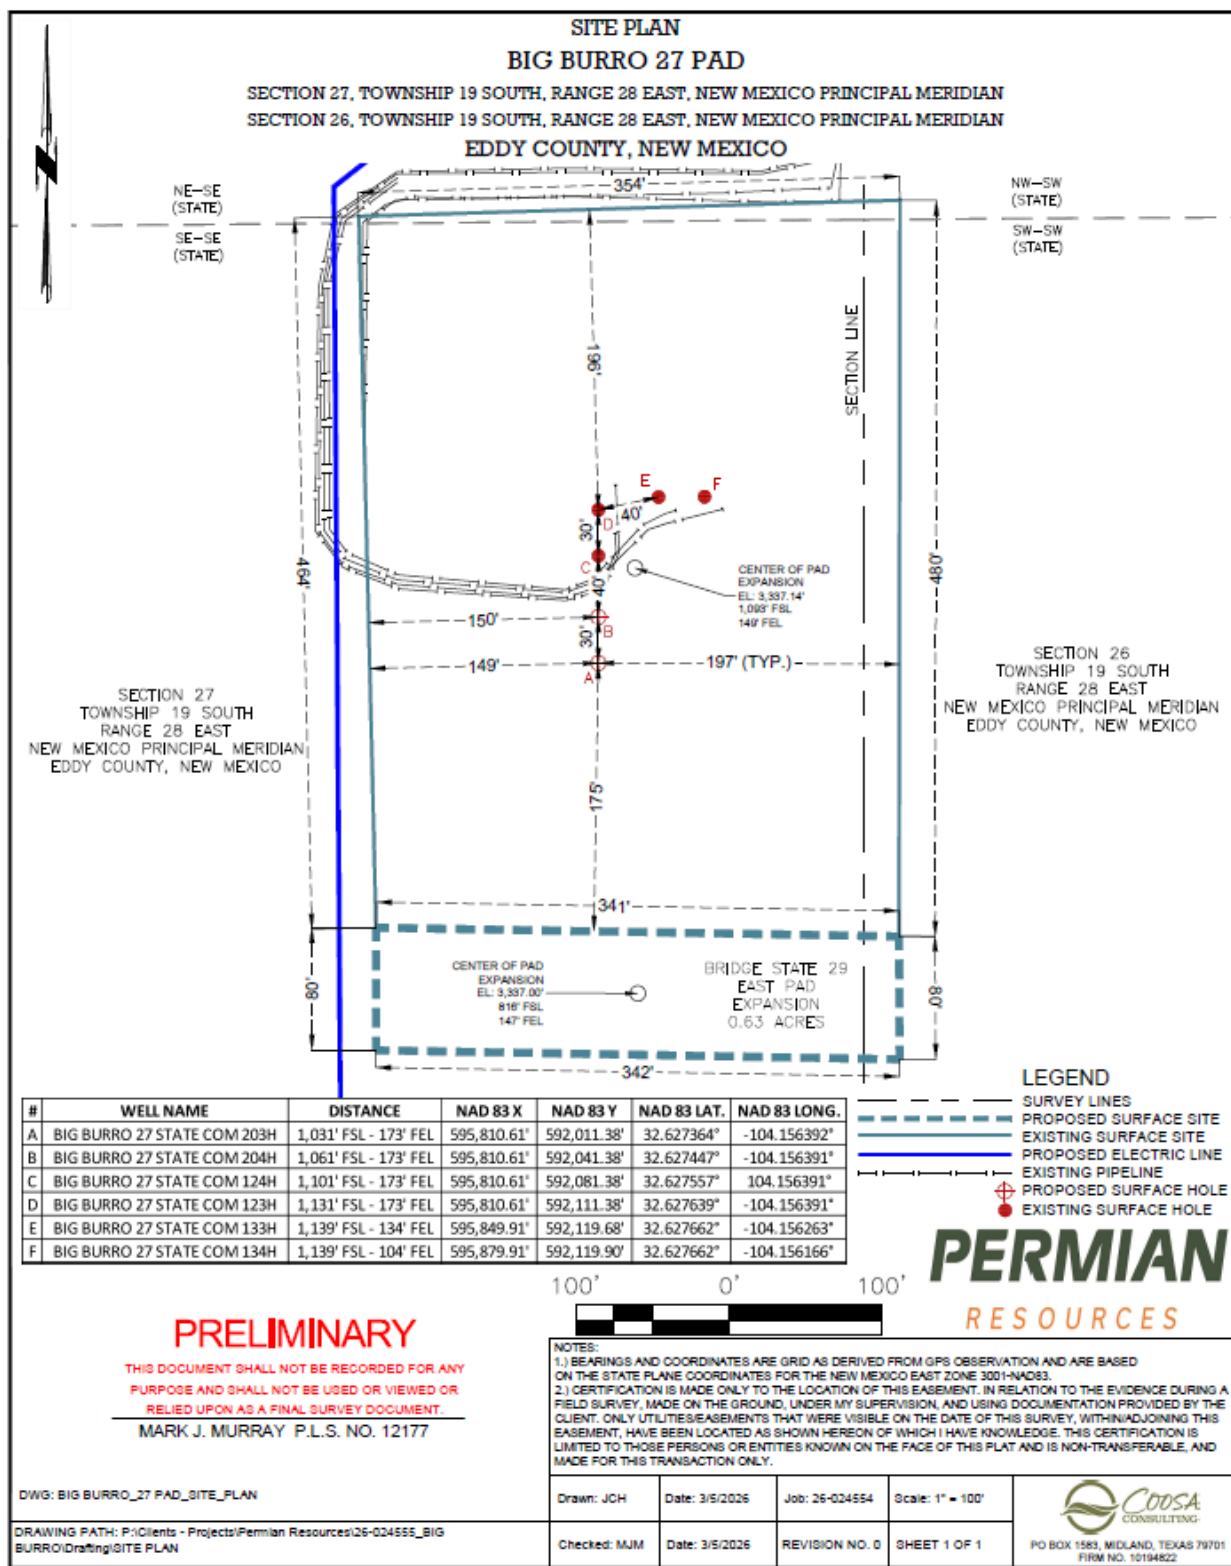 SITE PLAN
BIG BURRO 27 PAD
SECTION 27, TOWNSHIP 19 SOUTH, RANGE 28 EAST, NEW MEXICO PRINCIPAL MERIDIAN
SECTION 26, TOWNSHIP 19 SOUTH, RANGE 28 EAST, NEW MEXICO PRINCIPAL MERIDIAN
EDDY COUNTY, NEW MEXICO
N
NE-SE
(STATE)
SE-SE
(STATE)
354'
NW-SW
(STATE)
SW-SW
(STATE)
196'
SECTION LINE
464'
480'
E
F
D
40'
30'
C
40'
B
30'
A
150'
149'
197' (TYP.)
CENTER OF PAD
EXPANSION
EL: 3,337.14'
1,093' FSL
149' FEL
SECTION 27
TOWNSHIP 19 SOUTH
RANGE 28 EAST
NEW MEXICO PRINCIPAL MERIDIAN
EDDY COUNTY, NEW MEXICO
SECTION 26
TOWNSHIP 19 SOUTH
RANGE 28 EAST
NEW MEXICO PRINCIPAL MERIDIAN
EDDY COUNTY, NEW MEXICO
175'
341'
80'
CENTER OF PAD
EXPANSION
EL: 3,337.00'
816' FSL
147' FEL
BRIDGE STATE 29
EAST PAD
EXPANSION
0.63 ACRES
80'
342'
LEGEND
SURVEY LINES
PROPOSED SURFACE SITE
EXISTING SURFACE SITE
PROPOSED ELECTRIC LINE
EXISTING PIPELINE
PROPOSED SURFACE HOLE
EXISTING SURFACE HOLE
# WELL NAME DISTANCE NAD 83 X NAD 83 Y NAD 83 LAT. NAD 83 LONG.
A BIG BURRO 27 STATE COM 203H 1,031' FSL - 173' FEL 595,810.61' 592,011.38' 32.627364° -104.156392°
B BIG BURRO 27 STATE COM 204H 1,061' FSL - 173' FEL 595,810.61' 592,041.38' 32.627447° -104.156391°
C BIG BURRO 27 STATE COM 124H 1,101' FSL - 173' FEL 595,810.61' 592,081.38' 32.627557° 104.156391°
D BIG BURRO 27 STATE COM 123H 1,131' FSL - 173' FEL 595,810.61' 592,111.38' 32.627639° -104.156391°
E BIG BURRO 27 STATE COM 133H 1,139' FSL - 134' FEL 595,849.91' 592,119.68' 32.627662° -104.156263°
F BIG BURRO 27 STATE COM 134H 1,139' FSL - 104' FEL 595,879.91' 592,119.90' 32.627662° -104.156166°
100' 0' 100'
PERMIAN
RESOURCES
PRELIMINARY
THIS DOCUMENT SHALL NOT BE RECORDED FOR ANY
PURPOSE AND SHALL NOT BE USED OR VIEWED OR
RELIED UPON AS A FINAL SURVEY DOCUMENT.
MARK J. MURRAY P.L.S. NO. 12177
NOTES:
1.) BEARINGS AND COORDINATES ARE GRID AS DERIVED FROM GPS OBSERVATION AND ARE BASED
ON THE STATE PLANE COORDINATES FOR THE NEW MEXICO EAST ZONE 3001-NAD83.
2.) CERTIFICATION IS MADE ONLY TO THE LOCATION OF THIS EASEMENT. IN RELATION TO THE EVIDENCE DURING A
FIELD SURVEY, MADE ON THE GROUND, UNDER MY SUPERVISION, AND USING DOCUMENTATION PROVIDED BY THE
CLIENT. ONLY UTILITIES/EASEMENTS THAT WERE VISIBLE ON THE DATE OF THIS SURVEY, WITHIN/ADJOINING THIS
EASEMENT, HAVE BEEN LOCATED AS SHOWN HEREON OF WHICH I HAVE KNOWLEDGE. THIS CERTIFICATION IS
LIMITED TO THOSE PERSONS OR ENTITIES KNOWN ON THE FACE OF THIS PLAT AND IS NON-TRANSFERABLE, AND
MADE FOR THIS TRANSACTION ONLY.
DWG: BIG BURRO_27 PAD_SITE_PLAN
Drawn: JCH Date: 3/5/2026 Job: 26-024554 Scale: 1" = 100'
DRAWING PATH: P:\Clients - Projects\Permian Resources\26-024555_BIG
BURRO\Drafting\SITE PLAN
Checked: MJM Date: 3/5/2026 REVISION NO. 0 SHEET 1 OF 1
COOSA
CONSULTING
PO BOX 1583, MIDLAND, TEXAS 79701
FIRM NO. 10194822